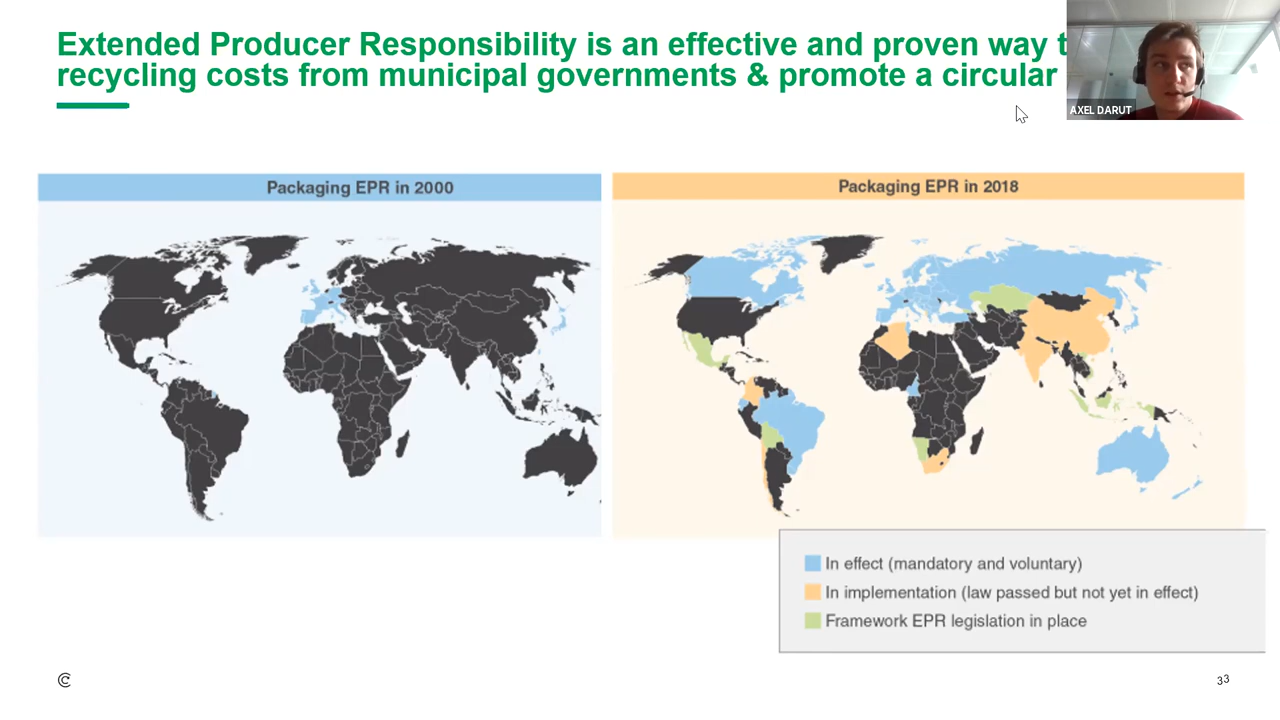 Extended Producer Responsibility is an effective and proven way
recycling costs from municipal governments & promote a circular
AXEL DARUT
Packaging EPR in 2000
Packaging EPR in 2018
In effect (mandatory and voluntary)
In implementation (law passed but not yet in effect)
Framework EPR legislation in place
33